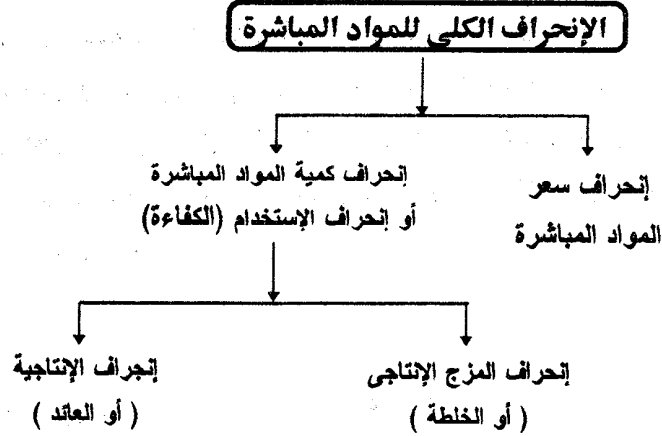 الإنحراف الكلى للمواد المباشرة
إنحراف سعر
المواد المباشرة
إنحراف كمية المواد المباشرة
أو إنحراف الإستخدام (الكفاءة)
إنحراف المزج الإنتاجى
( أو الخلطة )
إنجراف الإنتاجية
( أو العائد )